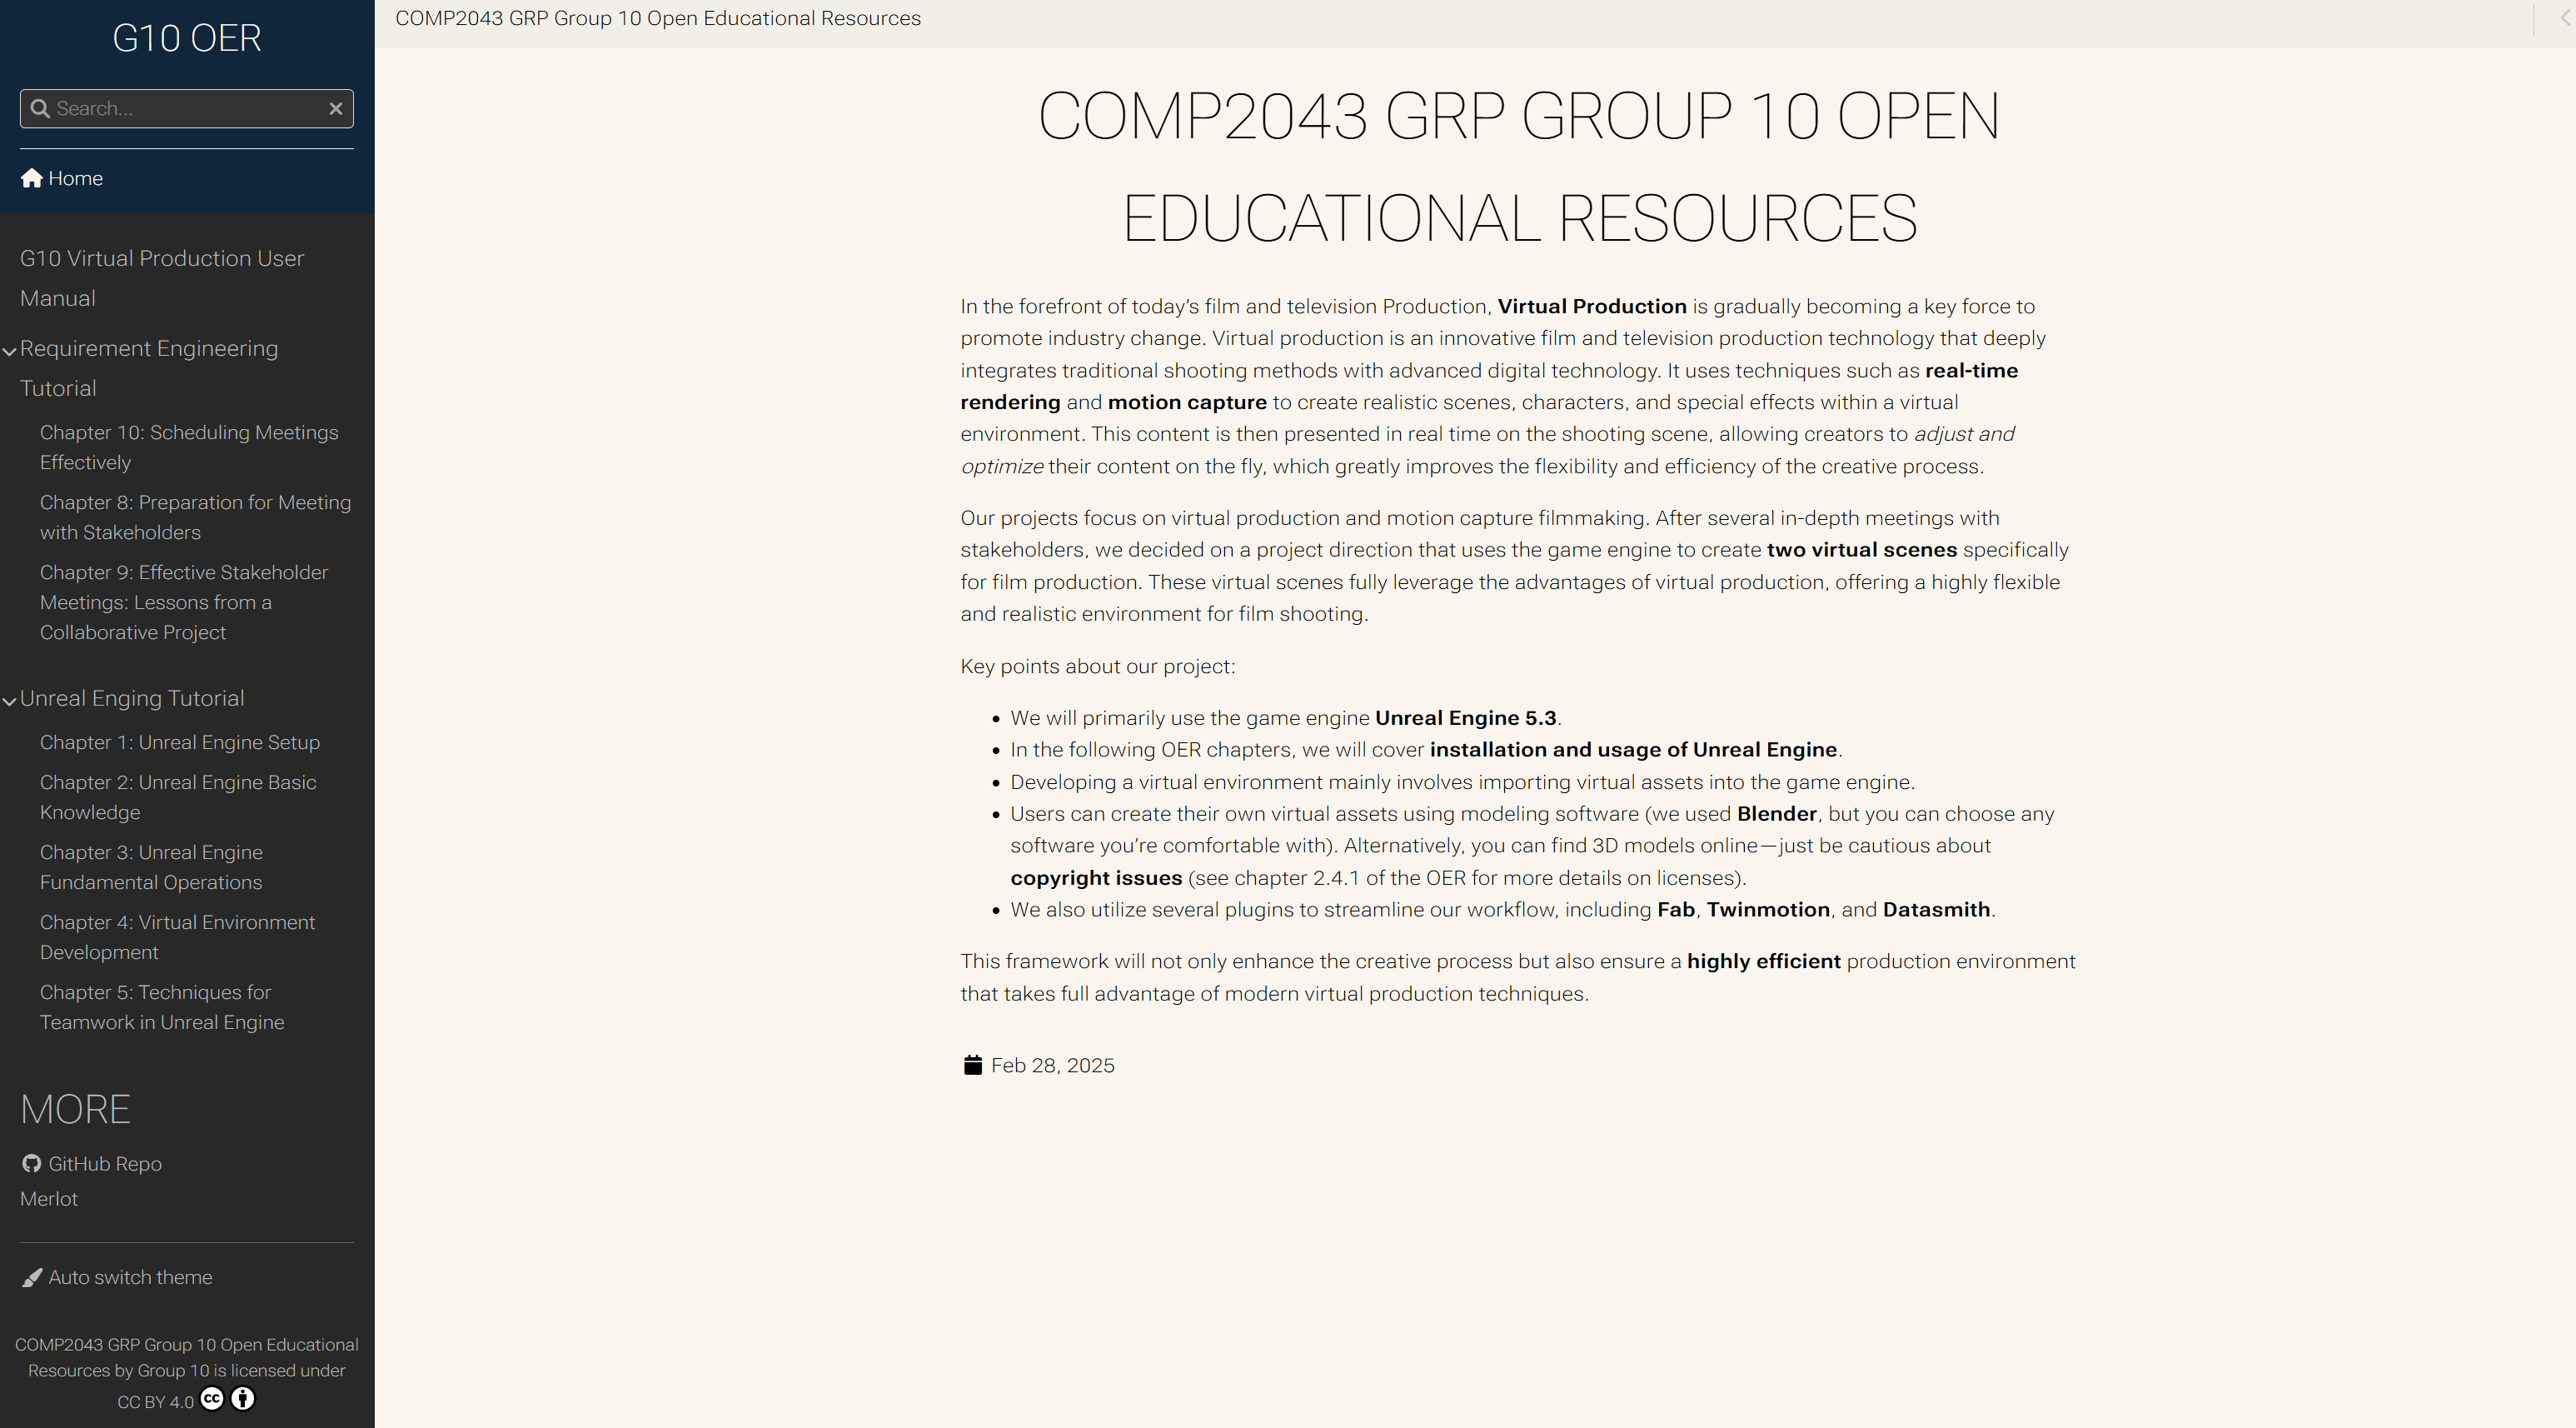 G10 OER
Search...
Home
G10 Virtual Production User
Manual
Requirement Engineering
Tutorial
Chapter 10: Scheduling Meetings
Effectively
Chapter 8: Preparation for Meeting
with Stakeholders
Chapter 9: Effective Stakeholder
Meetings: Lessons from a
Collaborative Project
Unreal Enging Tutorial
Chapter 1: Unreal Engine Setup
Chapter 2: Unreal Engine Basic
Knowledge
Chapter 3: Unreal Engine
Fundamental Operations
Chapter 4: Virtual Environment
Development
Chapter 5: Techniques for
Teamwork in Unreal Engine
MORE
GitHub Repo
Merlot
Auto switch theme
COMP2043 GRP Group 10 Open Educational
Resources by Group 10 is licensed under
CC BY 4.0
COMP2043 GRP Group 10 Open Educational Resources
COMP2043 GRP GROUP 10 OPEN
EDUCATIONAL RESOURCES
In the forefront of today's film and television Production, Virtual Production is gradually becoming a key force to
promote industry change. Virtual production is an innovative film and television production technology that deeply
integrates traditional shooting methods with advanced digital technology. It uses techniques such as real-time
rendering and motion capture to create realistic scenes, characters, and special effects within a virtual
environment. This content is then presented in real time on the shooting scene, allowing creators to adjust and
optimize their content on the fly, which greatly improves the flexibility and efficiency of the creative process.
Our projects focus on virtual production and motion capture filmmaking. After several in-depth meetings with
stakeholders, we decided on a project direction that uses the game engine to create two virtual scenes specifically
for film production. These virtual scenes fully leverage the advantages of virtual production, offering a highly flexible
and realistic environment for film shooting.
Key points about our project:
• We will primarily use the game engine Unreal Engine 5.3.
• In the following OER chapters, we will cover installation and usage of Unreal Engine.
• Developing a virtual environment mainly involves importing virtual assets into the game engine.
• Users can create their own virtual assets using modeling software (we used Blender, but you can choose any
software you're comfortable with). Alternatively, you can find 3D models online—just be cautious about
copyright issues (see chapter 2.4.1 of the OER for more details on licenses).
• We also utilize several plugins to streamline our workflow, including Fab, Twinmotion, and Datasmith.
This framework will not only enhance the creative process but also ensure a highly efficient production environment
that takes full advantage of modern virtual production techniques.
Feb 28, 2025